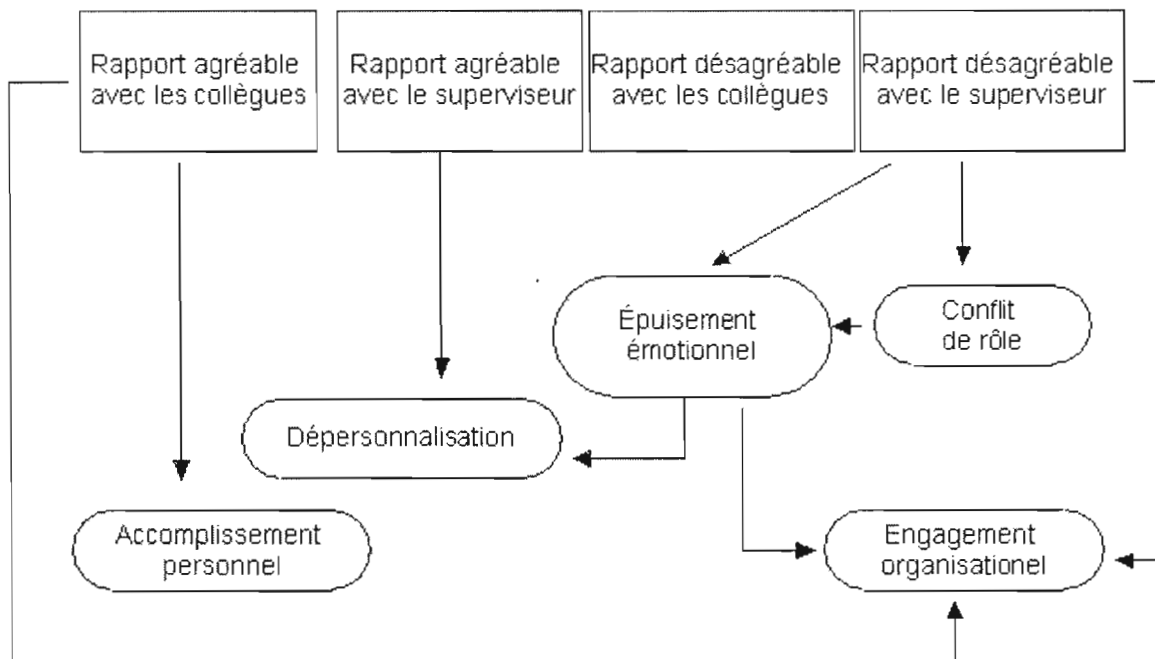 Rapport agréable
avec les collègues
Rapport agréable
avec le superviseur
Rapport désagréable
avec les collègues
Rapport désagréable
avec le superviseur
Épuisement
émotionnel
Conflit
de rôle
Dépersonnalisation
Accomplissement
personnel
Engagement
organisationel